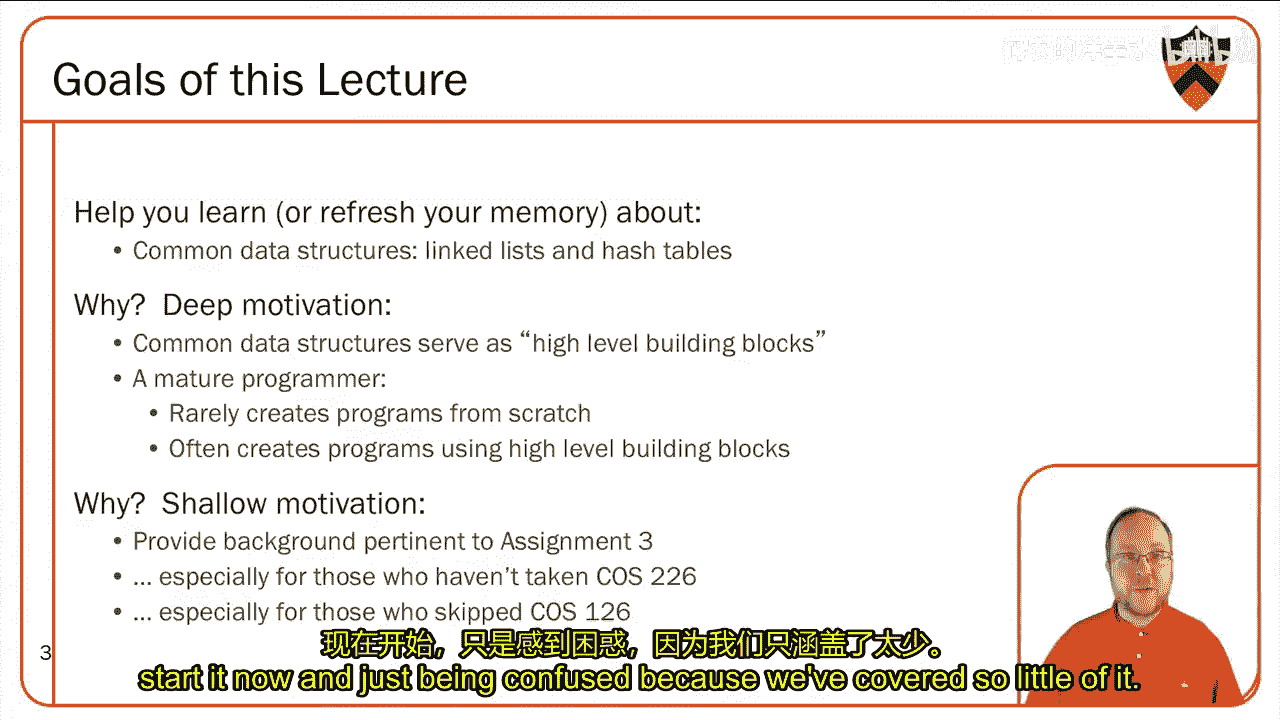 Goals of this Lecture
Help you learn (or refresh your memory) about:
• Common data structures: linked lists and hash tables
Why? Deep motivation:
• Common data structures serve as “high level building blocks”
• A mature programmer:
• Rarely creates programs from scratch
• Often creates programs using high level building blocks
Why? Shallow motivation:
• Provide background pertinent to Assignment 3
• ... especially for those who haven’t taken COS 226
• ... especially for those who skipped COS 126
3
现在开始，只是感到困惑，因为我们只涵盖了太少。
start it now and just being confused because we've covered so little of it.